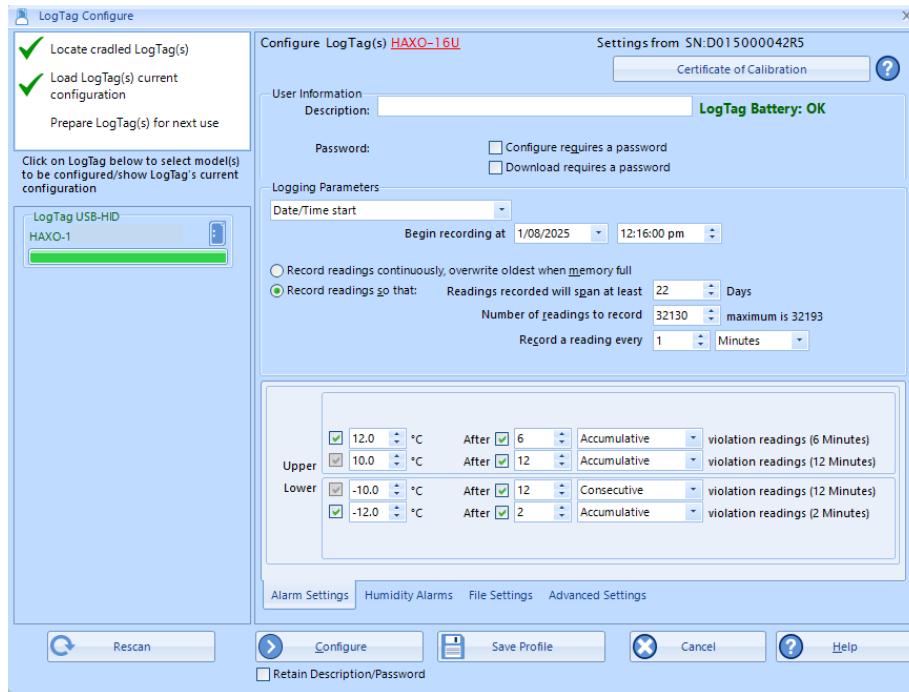 LogTag Configure
Locate cradled LogTag(s)
Load LogTag(s) current
configuration
Prepare LogTag(s) for next use
Click on LogTag below to select model(s)
to be configured/show LogTag's current
configuration
LogTag USB-HID
HAXO-1
Configure LogTag(s) HAXO-16U Settings from SN:D015000042R5
Certificate of Calibration ?
User Information
Description: LogTag Battery: OK
Password: Configure requires a password
Download requires a password
Logging Parameters
Date/Time start
Begin recording at 1/08/2025 12:16:00 pm
Record readings continuously, overwrite oldest when memory full
Record readings so that: Readings recorded will span at least 22 Days
Number of readings to record 32130 maximum is 32193
Record a reading every 1 Minutes
12.0 °C After 6 Accumulative violation readings (6 Minutes)
Upper 10.0 °C After 12 Accumulative violation readings (12 Minutes)
Lower -10.0 °C After 12 Consecutive violation readings (12 Minutes)
-12.0 °C After 2 Accumulative violation readings (2 Minutes)
Alarm Settings Humidity Alarms File Settings Advanced Settings
Rescan Configure Save Profile Cancel ? Help
Retain Description/Password